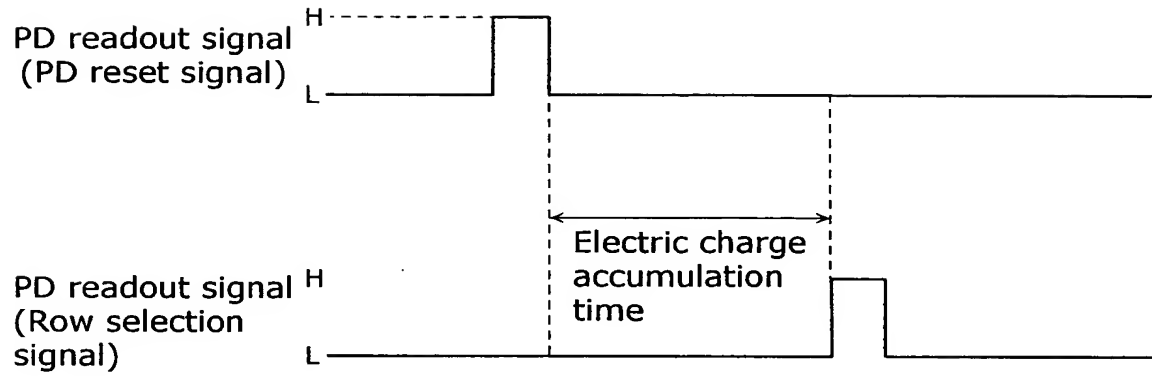 H
PD readout signal
(PD reset signal)
L
Electric charge
accumulation
time
PD readout signal H
(Row selection
signal)
L